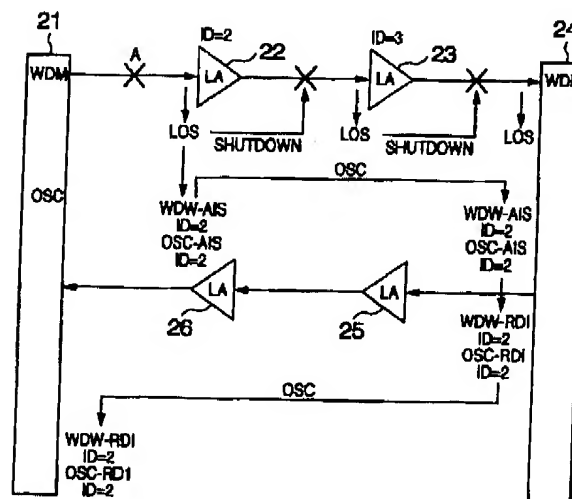 21
ID=2
22
ID=3
23
24
WDM
A
LA
LA
WD
LOS
SHUTDOWN
LOS
SHUTDOWN
LOS
OSC
OSC
WDW-AIS
ID=2
OSC-AIS
ID=2
WDW-AIS
ID=2
OSC-AIS
ID=2
LA
26
LA
25
WDW-RDI
ID=2
OSC-RDI
ID=2
OSC
WDW-RDI
ID=2
OSC-RD1
ID=2